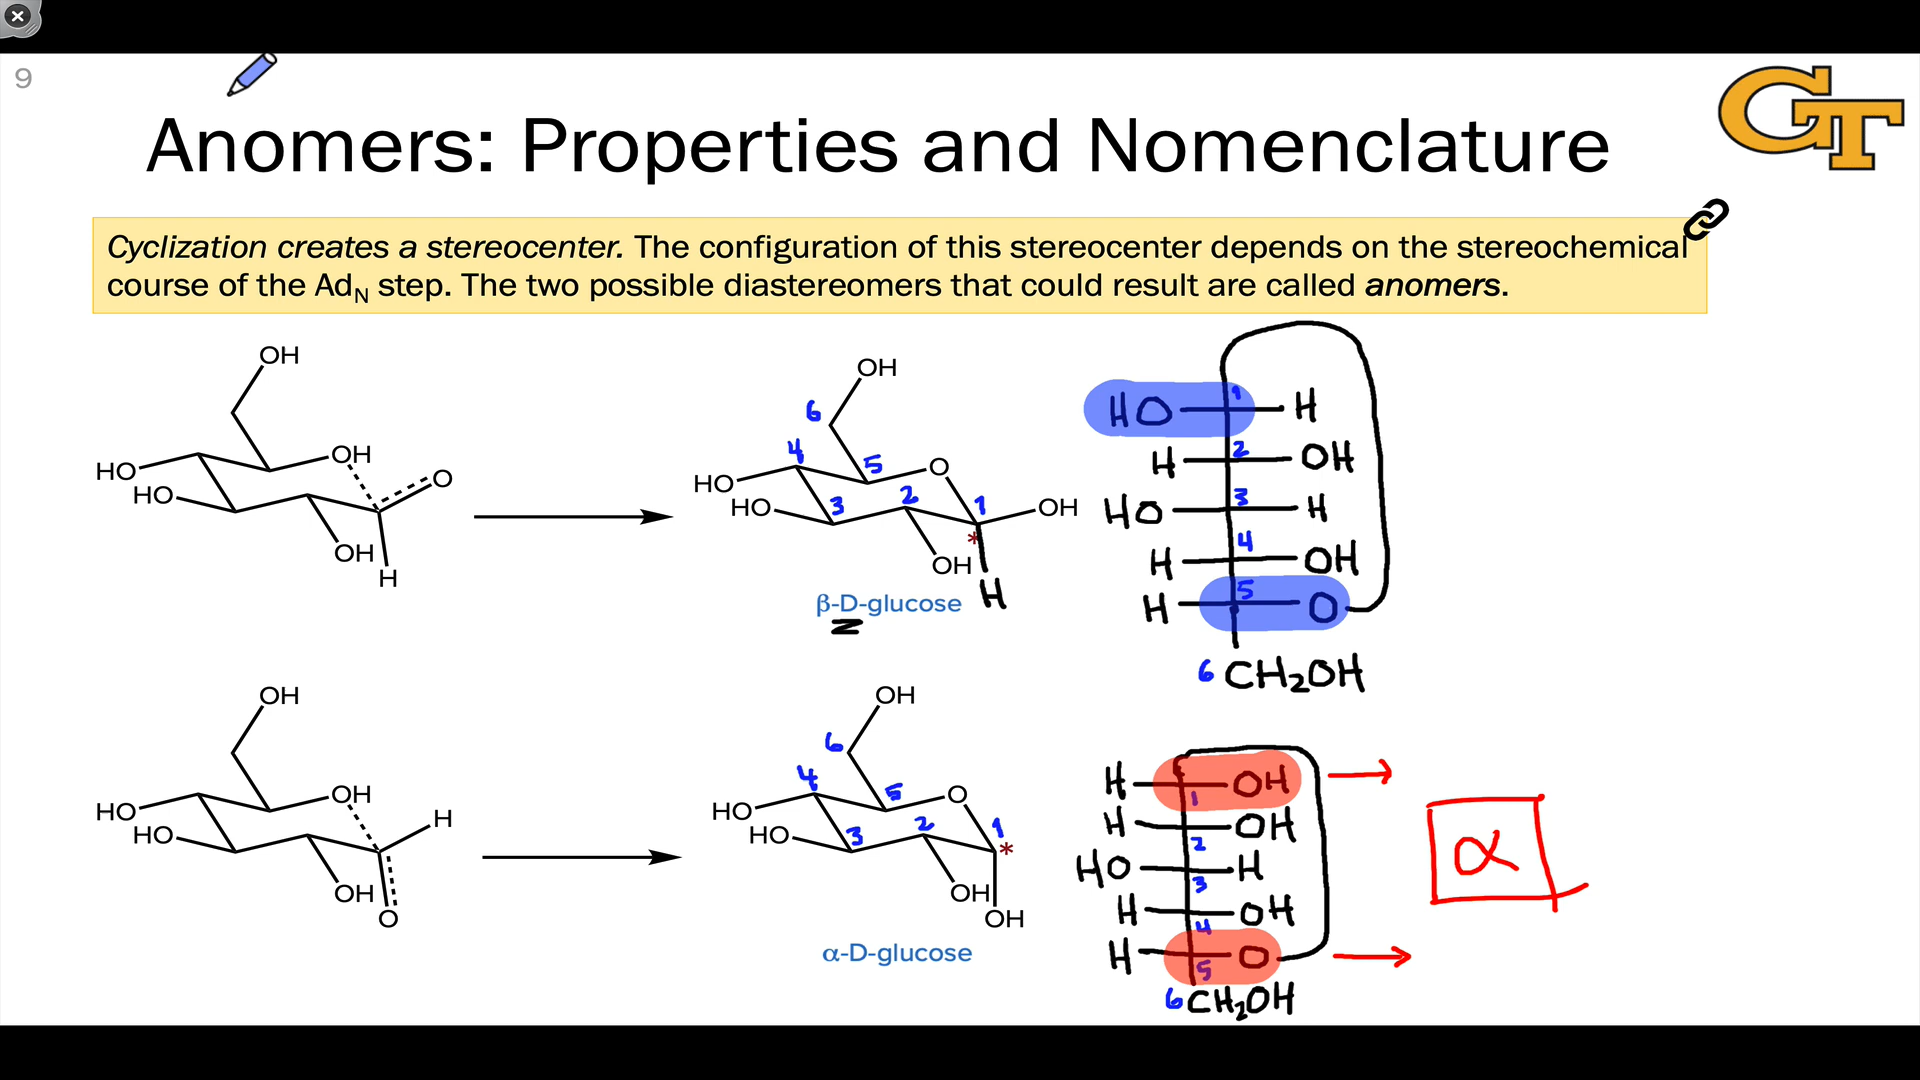 9
GT
Anomers: Properties and Nomenclature
Cyclization creates a stereocenter. The configuration of this stereocenter depends on the stereochemical
course of the AdN step. The two possible diastereomers that could result are called anomers.
OH
HO
HO
OH
O
OH
H
OH
6
4
5
O
HO
HO
3
2
1
OH
*
OH
H
β-D-glucose
HO 1 H
H 2 OH
HO 3 H
H 4 OH
H 5 O
6 CH2OH
OH
HO
HO
OH
H
OH
O
OH
6
4
5
O
HO
HO
3
2
1
*
OH
OH
α-D-glucose
H 1 OH
H 2 OH
HO 3 H
H 4 OH
H 5 O
6 CH2OH
α